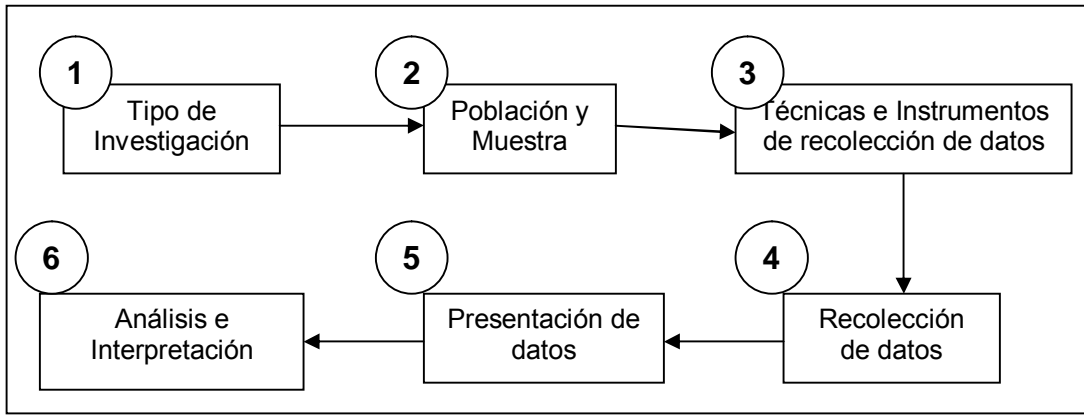 1
Tipo de
Investigación
2
Población y
Muestra
3
Técnicas e Instrumentos
de recolección de datos
4
Recolección
de datos
5
Presentación de
datos
6
Análisis e
Interpretación